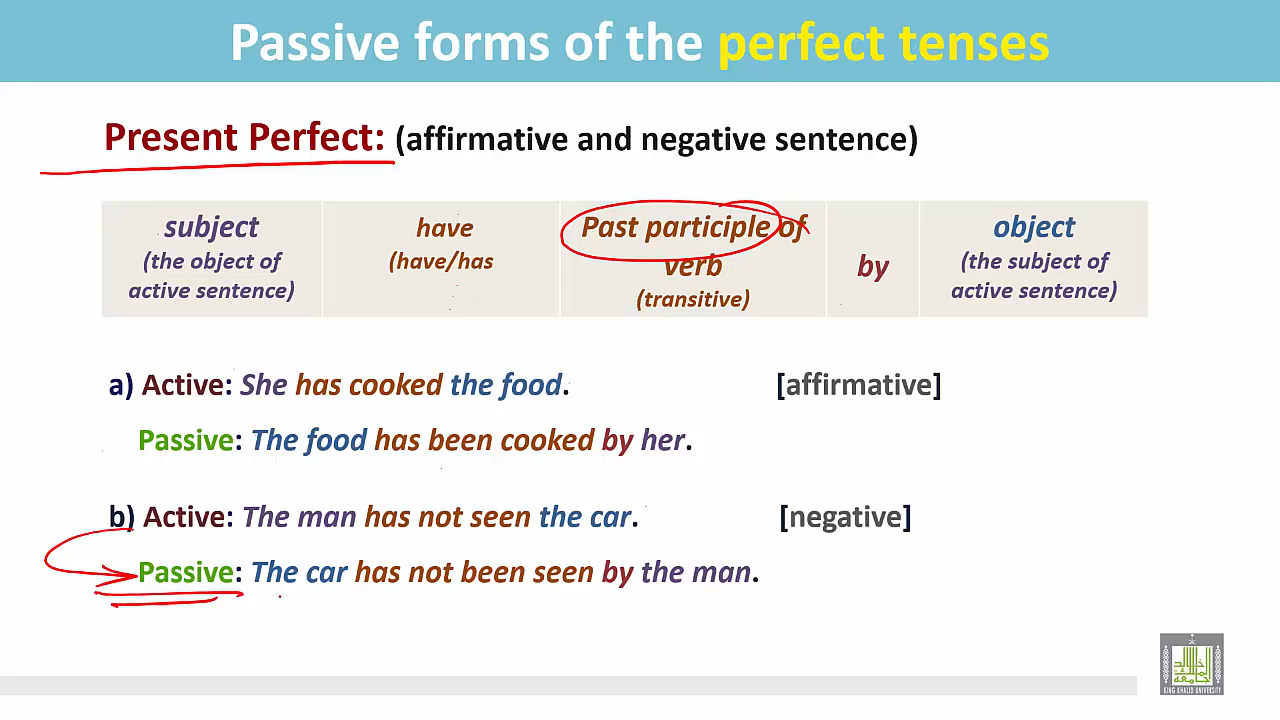 Passive forms of the perfect tenses
Present Perfect: (affirmative and negative sentence)
subject
(the object of
active sentence)
have
(have/has
Past participle of
verb
(transitive)
by
object
(the subject of
active sentence)
a) Active: She has cooked the food. [affirmative]
Passive: The food has been cooked by her.
b) Active: The man has not seen the car. [negative]
Passive: The car has not been seen by the man.
KING KHALID UNIVERSITY